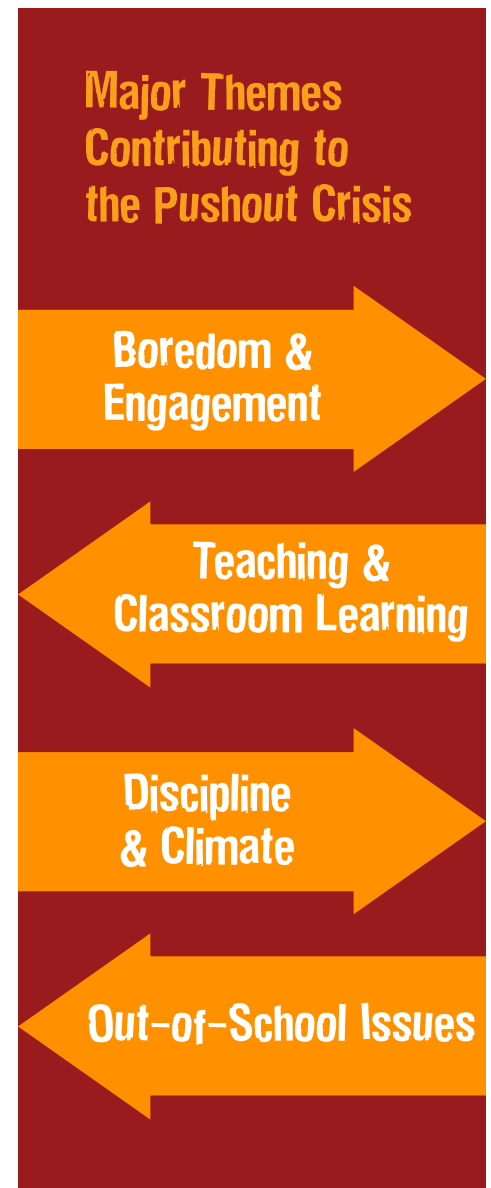 Major Themes
Contributing to
the Pushout Crisis
Boredom &
Engagement
Teaching &
Classroom Learning
Discipline
& Climate
Out-of-School Issues